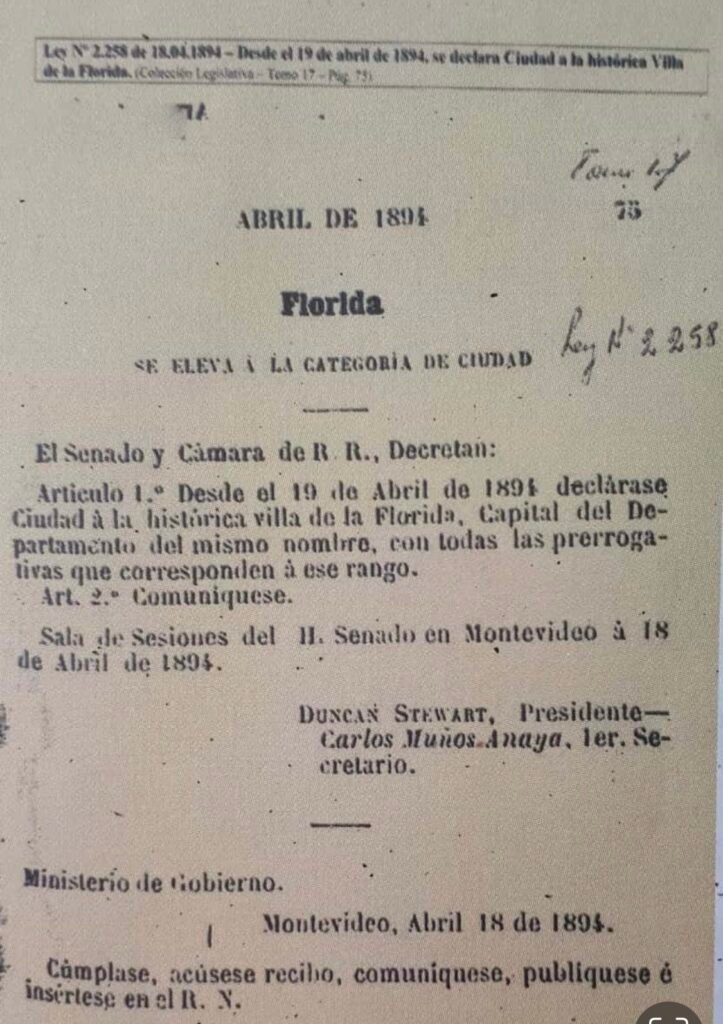 Ley Nº 2.258 de 18.04.1894 – Desde el 19 de abril de 1894, se declara Ciudad a la histórica Villa
de la Florida. (Colección Legislativa – Tomo 17 – Pág. 75)
Tomo 17
75
ABRIL DE 1894
Florida
Ley Nº 2258
SE ELEVA Á LA CATEGORÍA DE CIUDAD
El Senado y Cámara de R. R., Decretan:
Articulo 1.º Desde el 19 de Abril de 1894 declárase
Ciudad á la histórica villa de la Florida, Capital del De-
partamento del mismo nombre, con todas las prerroga-
tivas que corresponden á ese rango.
Art. 2.º Comuníquese.
Sala de Sesiones del H. Senado en Montevideo á 18
de Abril de 1894.
DUNCAN STEWART, Presidente—
Carlos Muños Anaya, 1er. Se-
cretario.
Ministerio de Gobierno.
Montevideo, Abril 18 de 1894.
Cúmplase, acúsese recibo, comuníquese, publíquese é
insértese en el R. N.